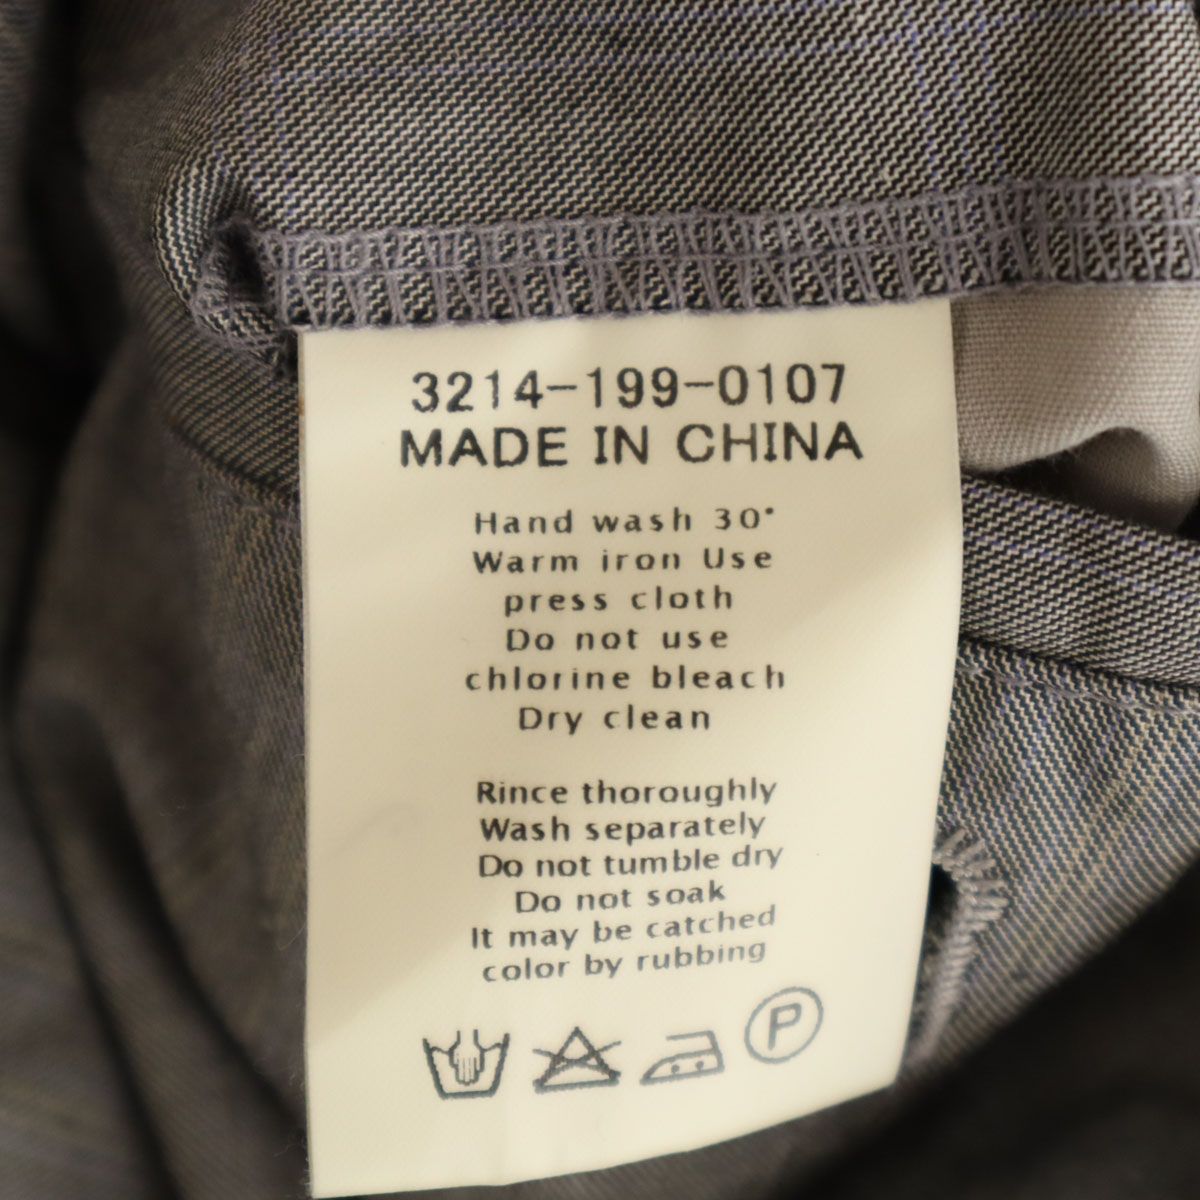 3214-199-0107
MADE IN CHINA
Hand wash 30°
Warm iron Use
press cloth
Do not use
chlorine bleach
Dry clean
Rince thoroughly
Wash separately
Do not tumble dry
Do not soak
It may be catched
color by rubbing
P